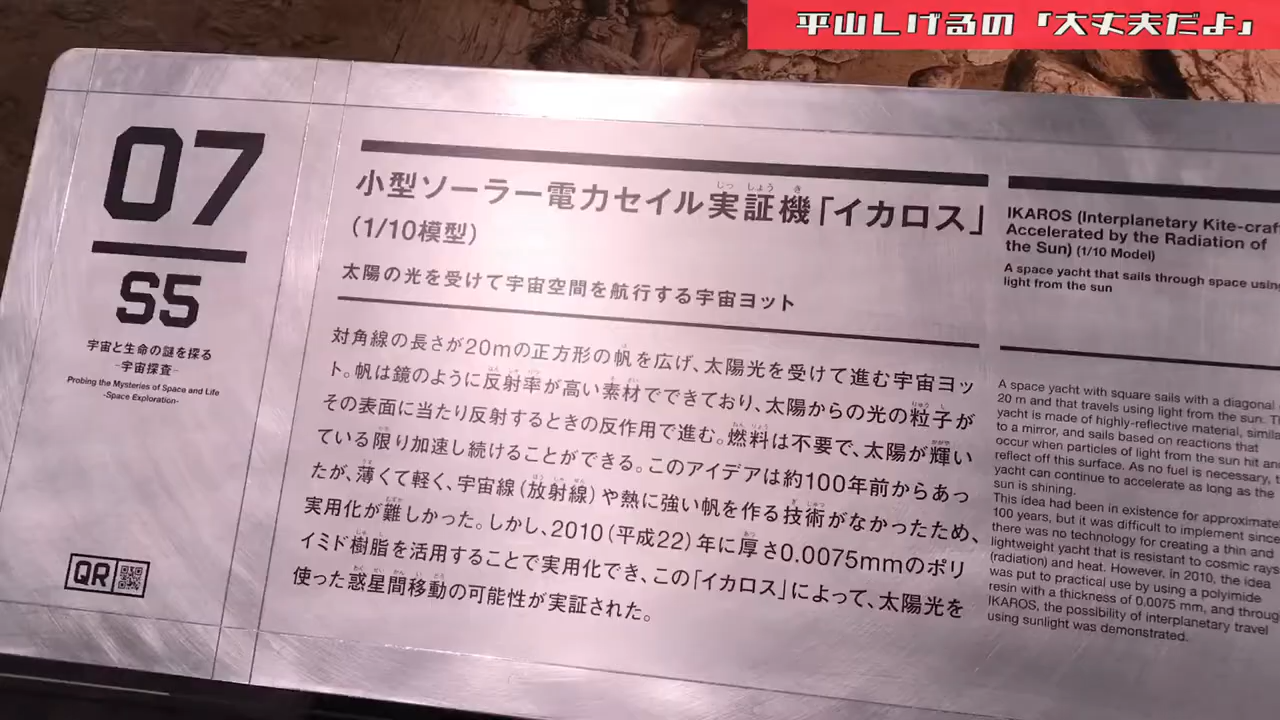 平山しげるの「大丈夫だよ」
07
S5
宇宙と生命の謎を探る
-宇宙探査-
Probing the Mysteries of Space and Life
-Space Exploration-
QR
小型ソーラー電力セイル実証機「イカロス」
(1/10模型)
太陽の光を受けて宇宙空間を航行する宇宙ヨット
対角線の長さが20mの正方形の帆を広げ、太陽光を受けて進む宇宙ヨッ
ト。帆は鏡のように反射率が高い素材でできており、太陽からの光の粒子が
その表面に当たり反射するときの反作用で進む。燃料は不要で、太陽が輝い
ている限り加速し続けることができる。このアイデアは約100年前からあっ
たが、薄くて軽く、宇宙線(放射線)や熱に強い帆を作る技術がなかったため、
実用化が難しかった。しかし、2010(平成22)年に厚さ0.0075mmのポリ
イミド樹脂を活用することで実用化でき、この「イカロス」によって、太陽光を
使った惑星間移動の可能性が実証された。
IKAROS (Interplanetary Kite-craf
Accelerated by the Radiation of
the Sun) (1/10 Model)
A space yacht that sails through space using
light from the sun
A space yacht with square sails with a diagonal
20 m and that travels using light from the sun. T
yacht is made of highly-reflective material, simila
to a mirror, and sails based on reactions that
occur when particles of light from the sun hit and
reflect off this surface. As no fuel is necessary, t
yacht can continue to accelerate as long as the
sun is shining.
This idea had been in existence for approximate
100 years, but it was difficult to implement since
there was no technology for creating a thin and
lightweight yacht that is resistant to cosmic rays
(radiation) and heat. However, in 2010, the idea
was put to practical use by using a polyimide
resin with a thickness of 0.0075 mm, and throug
IKAROS, the possibility of interplanetary travel
using sunlight was demonstrated.